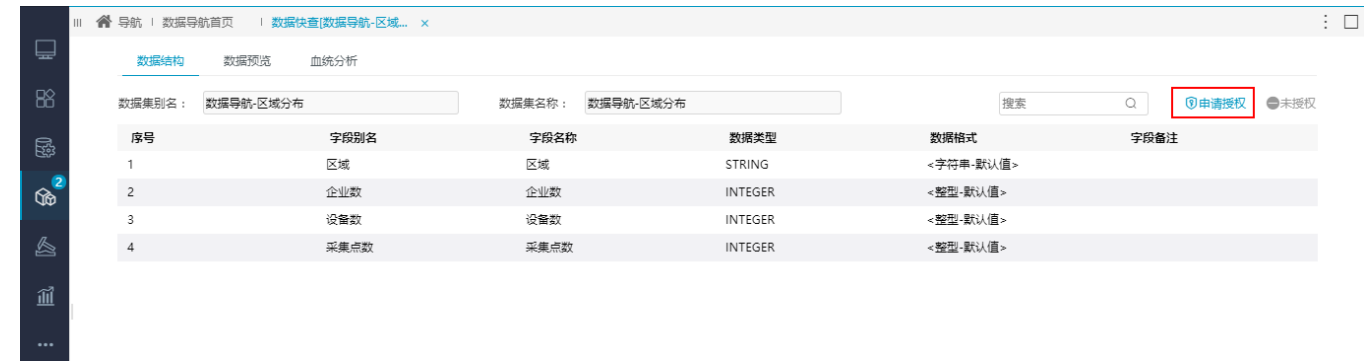 导航 数据导航首页 数据快查[数据导航-区域... ×
数据结构 数据预览 血统分析
数据集别名： 数据导航-区域分布 数据集名称： 数据导航-区域分布 搜索 申请授权 未授权
序号 字段别名 字段名称 数据类型 数据格式 字段备注
1 区域 区域 STRING <字符串-默认值>
2 企业数 企业数 INTEGER <整型-默认值>
3 设备数 设备数 INTEGER <整型-默认值>
4 采集点数 采集点数 INTEGER <整型-默认值>
2